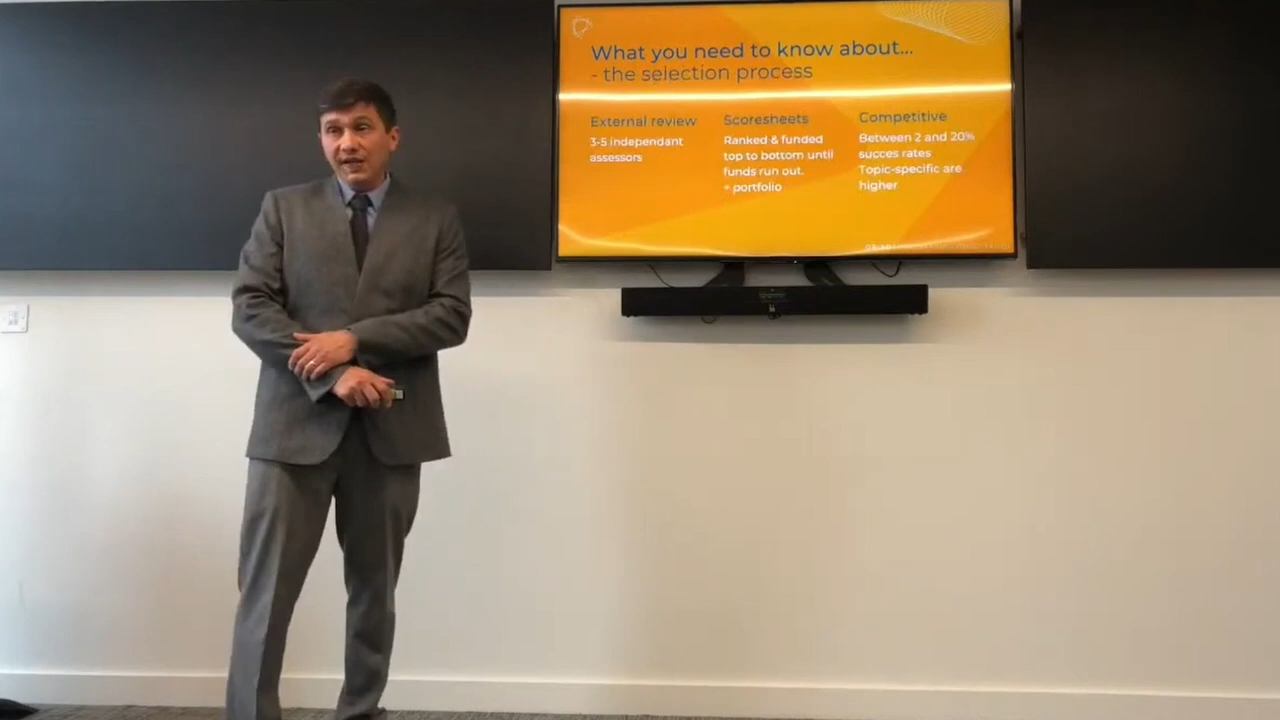 What you need to know about...
- the selection process
External review
3-5 independant
assessors
Scoresheets
Ranked & funded
top to bottom until
funds run out.
+ portfolio
Competitive
Between 2 and 20%
succes rates
Topic-specific are
higher